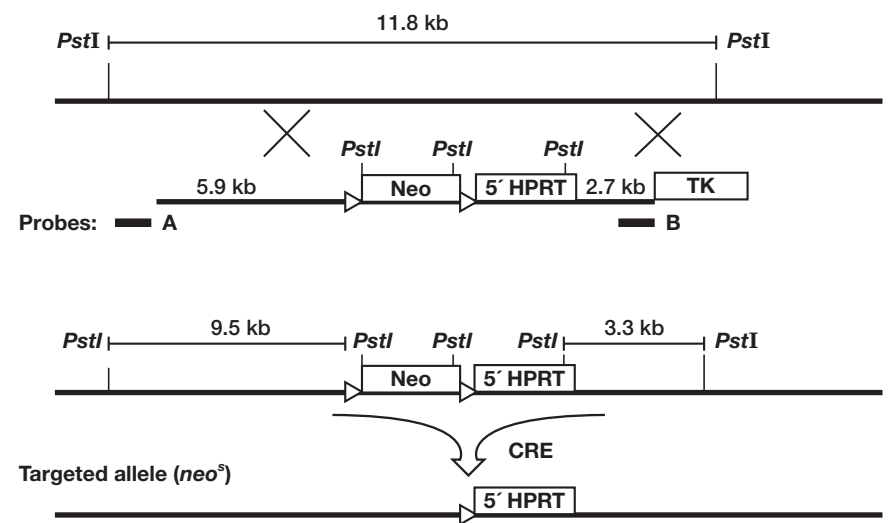 11.8 kb
PstI PstI
PstI PstI PstI
5.9 kb Neo 5´ HPRT 2.7 kb TK
Probes: A B
9.5 kb 3.3 kb
PstI PstI PstI PstI PstI
Neo 5´ HPRT
CRE
Targeted allele (neoˢ)
5´ HPRT